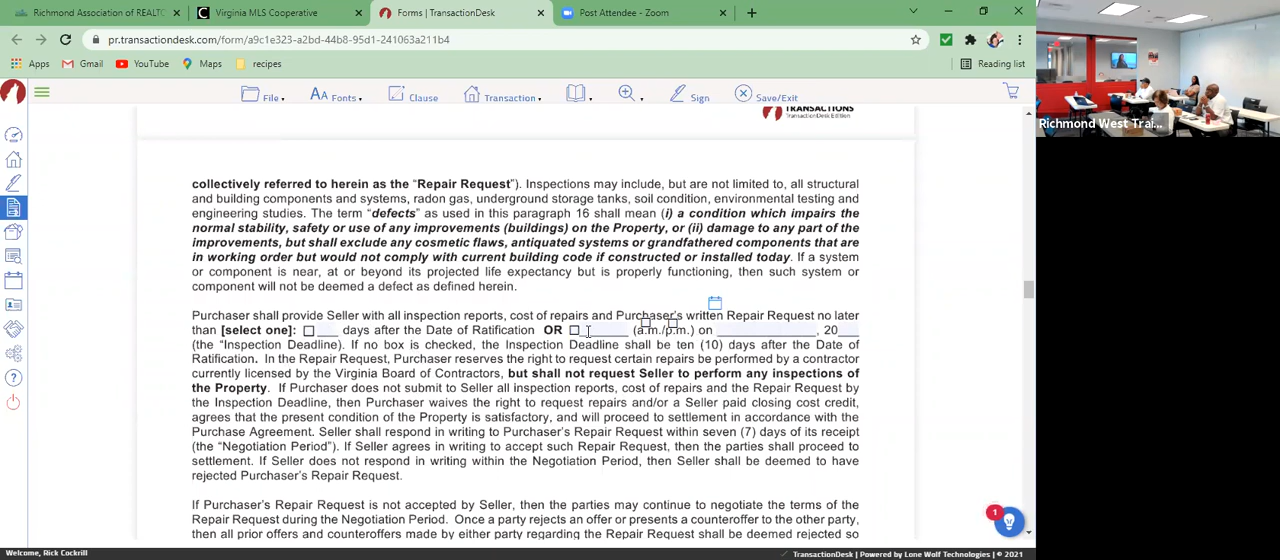 Richmond Association of REALTO
Virginia MLS Cooperative
Forms | TransactionDesk
Post Attendee - Zoom
pr.transactiondesk.com/form/a9c1e323-a2bd-44b8-95d1-241063a211b4
Apps
Gmail
YouTube
Maps
recipes
Reading list
File
Fonts
Clause
Transaction
Sign
Save/Exit
Richmond West Trai...
TRANSACTIONS
TransactionDesk Edition
collectively referred to herein as the “Repair Request”). Inspections may include, but are not limited to, all structural
and building components and systems, radon gas, underground storage tanks, soil condition, environmental testing and
engineering studies. The term “defects” as used in this paragraph 16 shall mean (i) a condition which impairs the
normal stability, safety or use of any improvements (buildings) on the Property, or (ii) damage to any part of the
improvements, but shall exclude any cosmetic flaws, antiquated systems or grandfathered components that are
in working order but would not comply with current building code if constructed or installed today. If a system
or component is near, at or beyond its projected life expectancy but is properly functioning, then such system or
component will not be deemed a defect as defined herein.
Purchaser shall provide Seller with all inspection reports, cost of repairs and Purchaser's written Repair Request no later
than [select one]: days after the Date of Ratification OR (a.m./p.m.) on , 20
(the “Inspection Deadline). If no box is checked, the Inspection Deadline shall be ten (10) days after the Date of
Ratification. In the Repair Request, Purchaser reserves the right to request certain repairs be performed by a contractor
currently licensed by the Virginia Board of Contractors, but shall not request Seller to perform any inspections of
the Property. If Purchaser does not submit to Seller all inspection reports, cost of repairs and the Repair Request by
the Inspection Deadline, then Purchaser waives the right to request repairs and/or a Seller paid closing cost credit,
agrees that the present condition of the Property is satisfactory, and will proceed to settlement in accordance with the
Purchase Agreement. Seller shall respond in writing to Purchaser's Repair Request within seven (7) days of its receipt
(the “Negotiation Period”). If Seller agrees in writing to accept such Repair Request, then the parties shall proceed to
settlement. If Seller does not respond in writing within the Negotiation Period, then Seller shall be deemed to have
rejected Purchaser's Repair Request.
If Purchaser's Repair Request is not accepted by Seller, then the parties may continue to negotiate the terms of the
Repair Request during the Negotiation Period. Once a party rejects an offer or presents a counteroffer to the other party,
then all prior offers and counteroffers made by either party regarding the Repair Request shall be deemed rejected so
1
Welcome, Rick Cockrill
TransactionDesk | Powered by Lone Wolf Technologies | © 2021